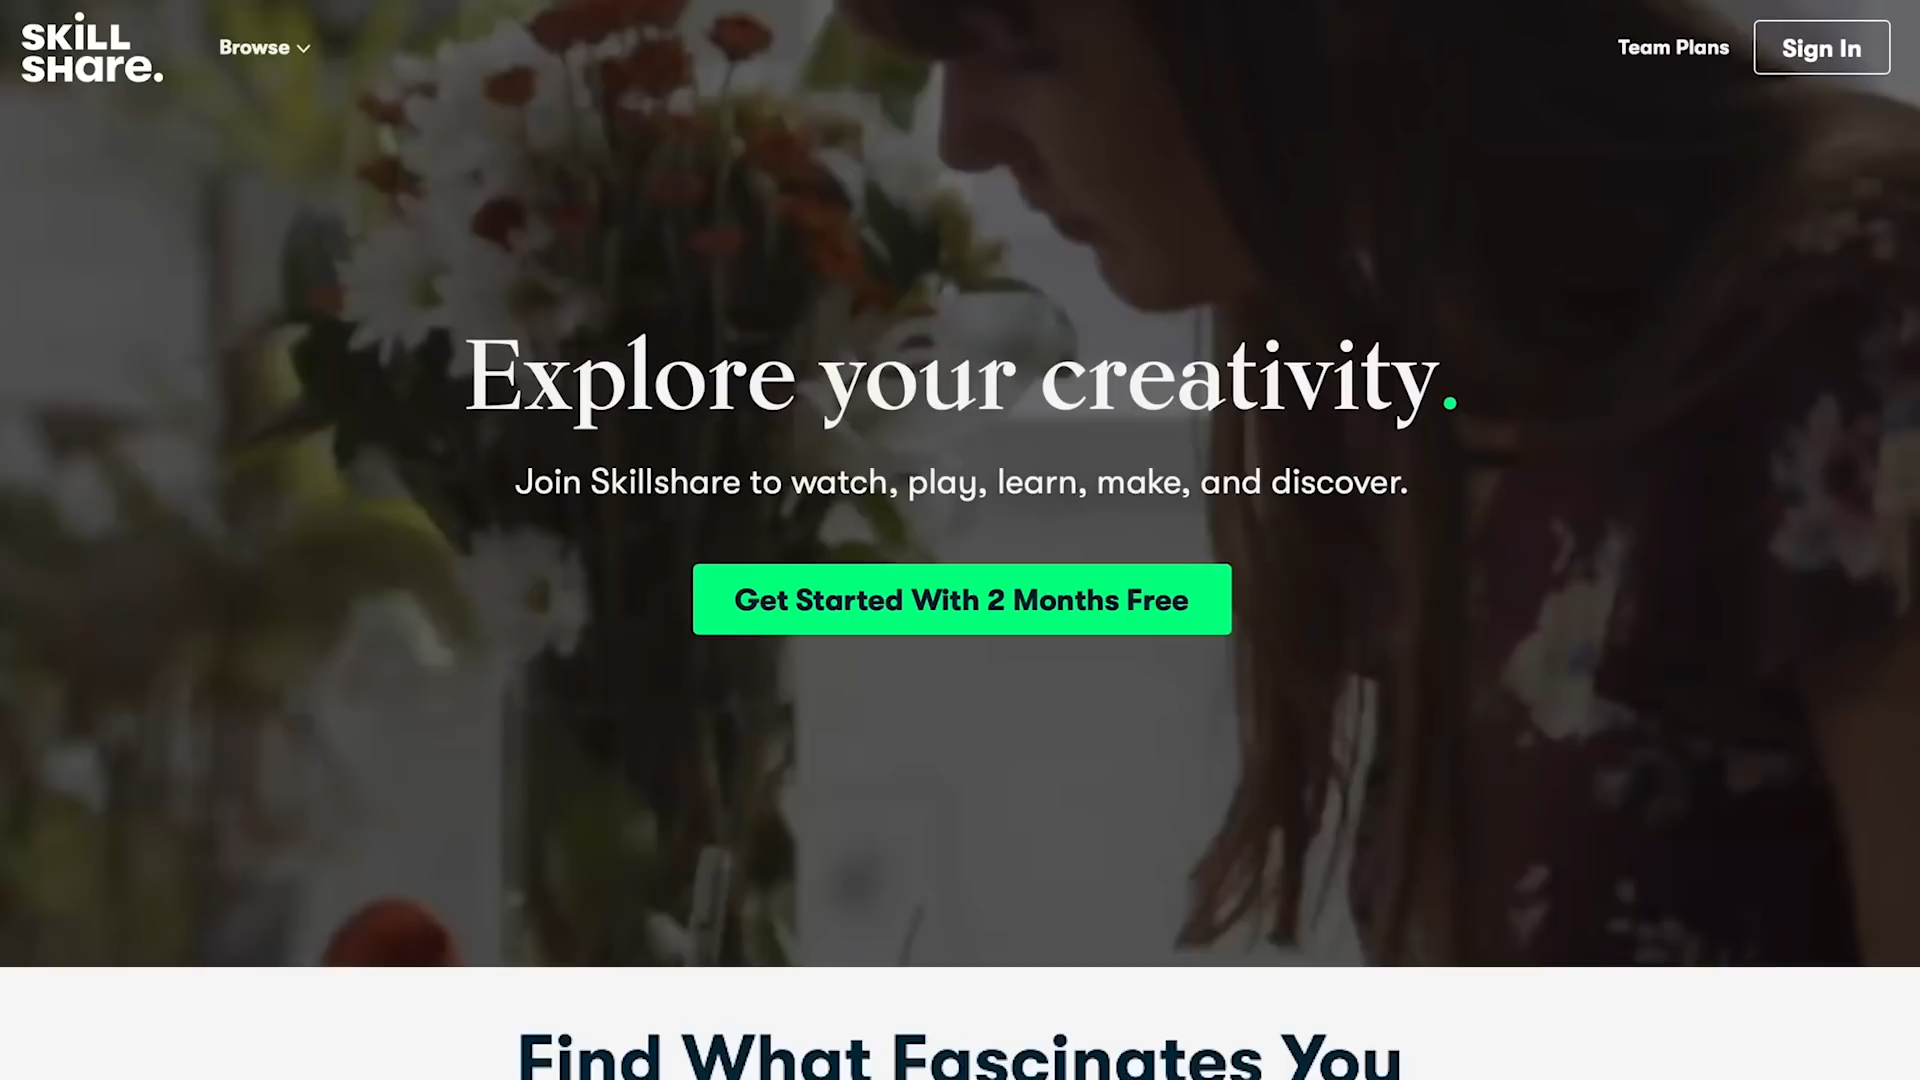 SKiLL
SHare.
Browse
Team Plans
Sign In
Explore your creativity.
Join Skillshare to watch, play, learn, make, and discover.
Get Started With 2 Months Free
Find What Fascinates You